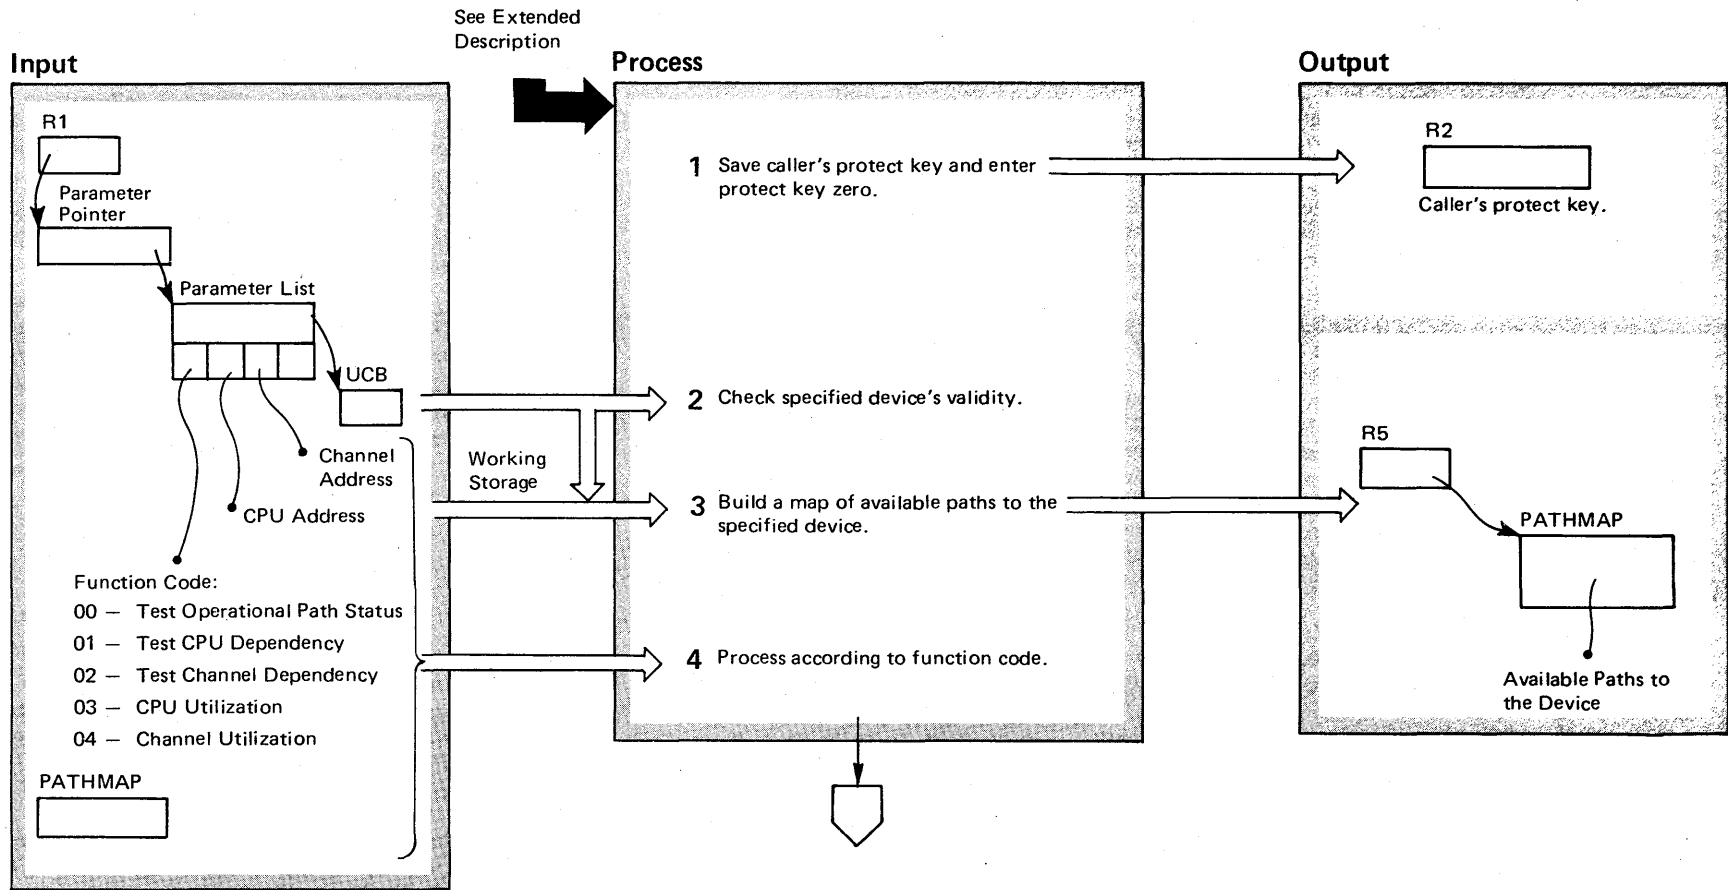 See Extended
Description
Input
Process
Output
R1
Parameter
Pointer
Parameter List
UCB
Channel
Address
CPU Address
Function Code:
00 — Test Operational Path Status
01 — Test CPU Dependency
02 — Test Channel Dependency
03 — CPU Utilization
04 — Channel Utilization
PATHMAP
Working
Storage
1 Save caller's protect key and enter
protect key zero.
2 Check specified device's validity.
3 Build a map of available paths to the
specified device.
4 Process according to function code.
R2
Caller's protect key.
R5
PATHMAP
Available Paths to
the Device